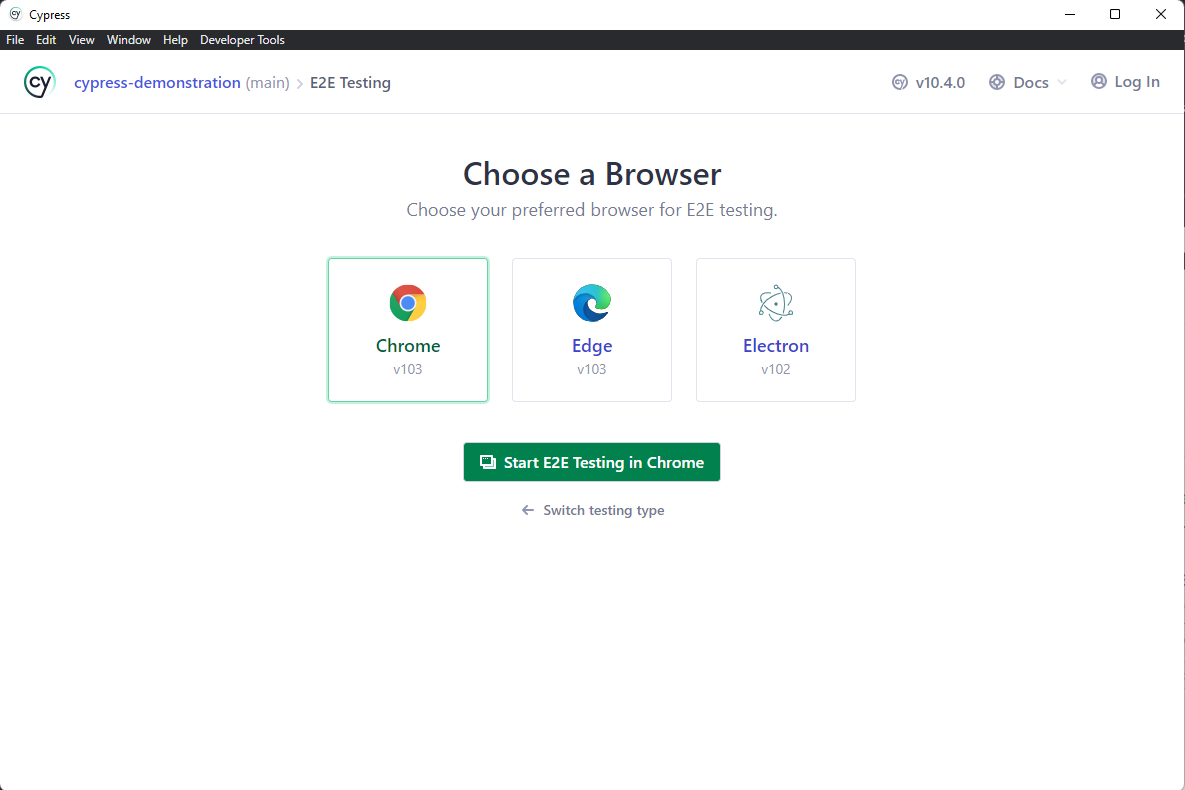 cy Cypress
File Edit View Window Help Developer Tools
cy cypress-demonstration (main) > E2E Testing
cy v10.4.0 Docs Log In
Choose a Browser
Choose your preferred browser for E2E testing.
Chrome
v103
Edge
v103
Electron
v102
Start E2E Testing in Chrome
← Switch testing type